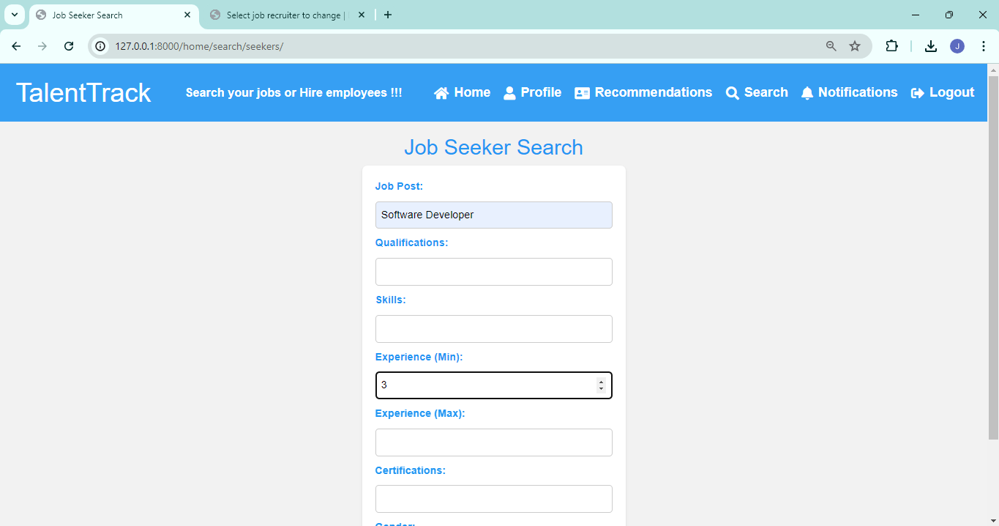 Job Seeker Search
Select job recruiter to change |
127.0.0.1:8000/home/search/seekers/
J
TalentTrack
Search your jobs or Hire employees !!!
Home
Profile
Recommendations
Search
Notifications
Logout
Job Seeker Search
Job Post:
Software Developer
Qualifications:
Skills:
Experience (Min):
3
Experience (Max):
Certifications:
Gender: